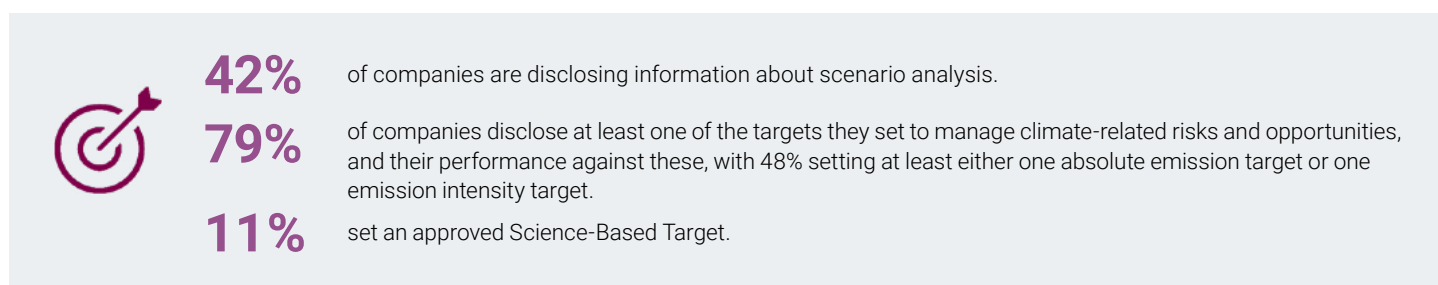 42% of companies are disclosing information about scenario analysis.
79% of companies disclose at least one of the targets they set to manage climate-related risks and opportunities,
and their performance against these, with 48% setting at least either one absolute emission target or one
emission intensity target.
11% set an approved Science-Based Target.